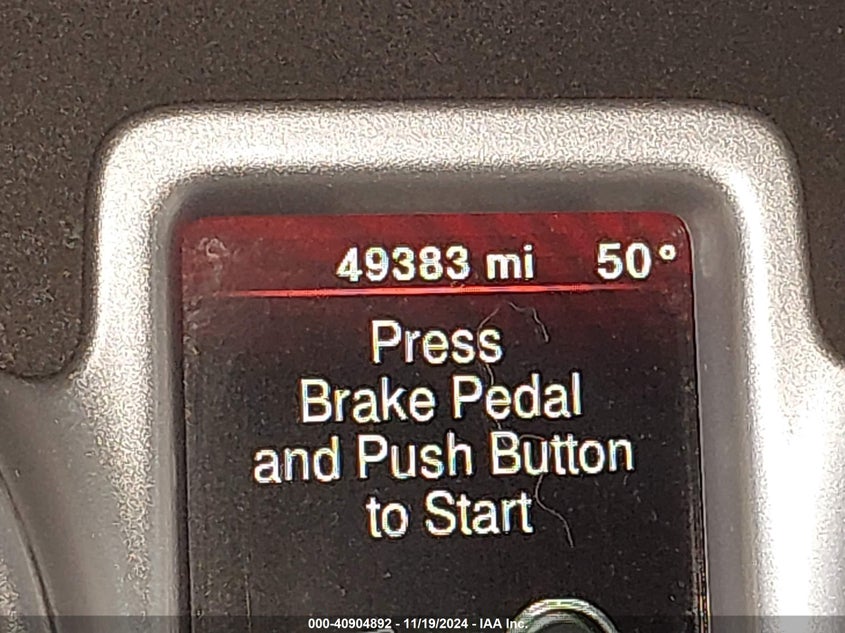 49383 mi 50°
Press
Brake Pedal
and Push Button
to Start
000-40904892 - 11/19/2024 - IAA Inc.